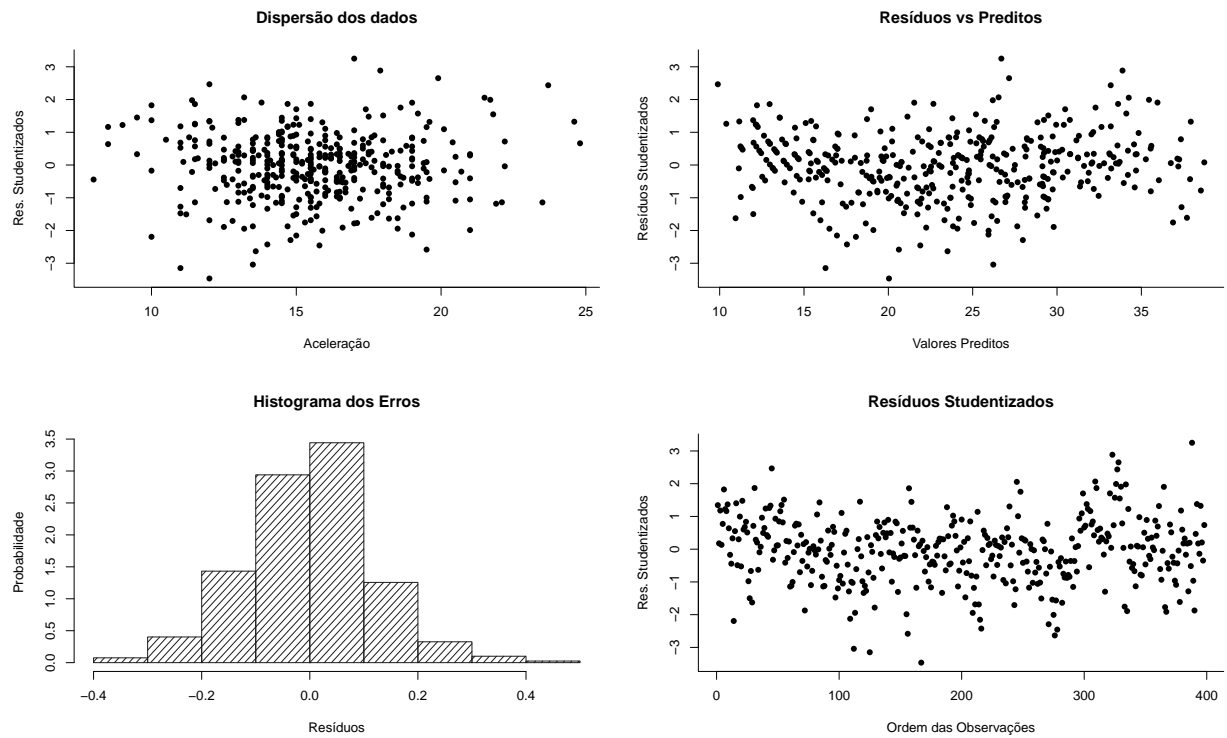 Dispersão dos dados
Res. Studentizados
3
2
1
0
−1
−2
−3
10 15 20 25
Aceleração
Resíduos vs Preditos
Resíduos Studentizados
3
2
1
0
−1
−2
−3
10 15 20 25 30 35
Valores Preditos
Histograma dos Erros
Probabilidade
3.5
3.0
2.5
2.0
1.5
1.0
0.5
0.0
−0.4 −0.2 0.0 0.2 0.4
Resíduos
Resíduos Studentizados
Res. Studentizados
3
2
1
0
−1
−2
−3
0 100 200 300 400
Ordem das Observações